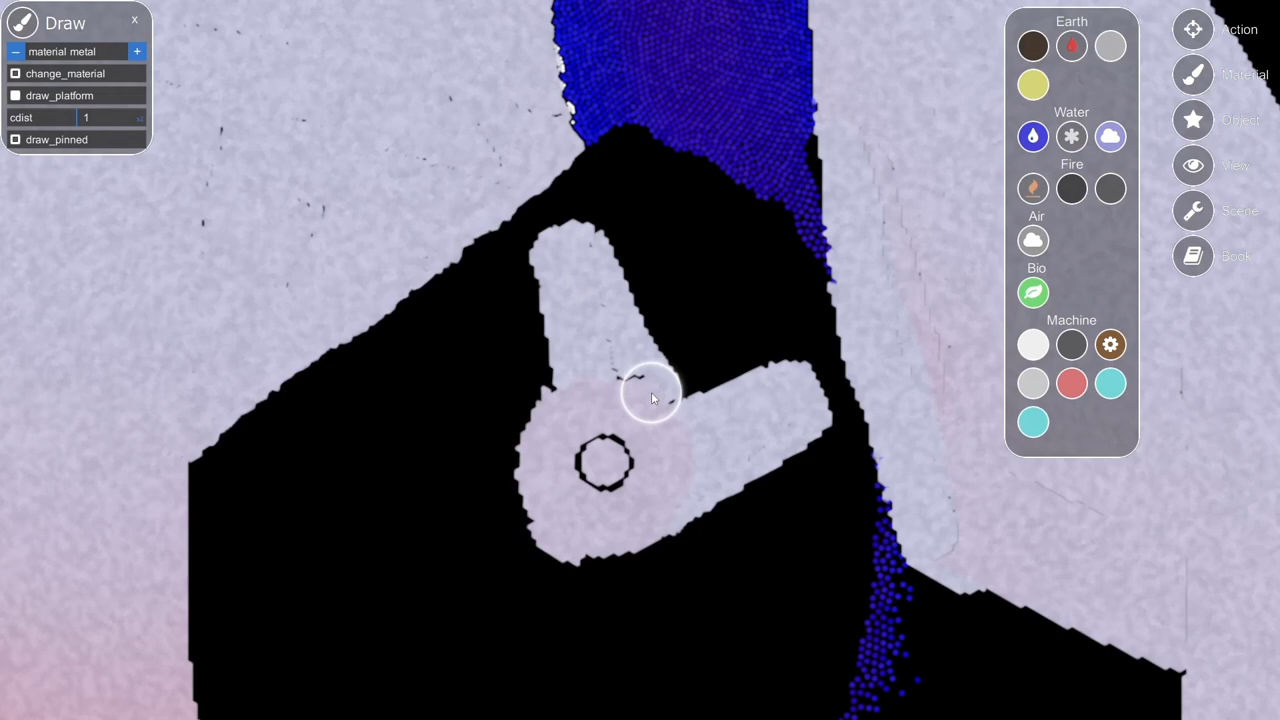 Draw
x
– material metal +
change_material
draw_platform
cdist 1
draw_pinned
Earth
Water
Fire
Air
Bio
Machine
Action
Material
Object
View
Scene
Book